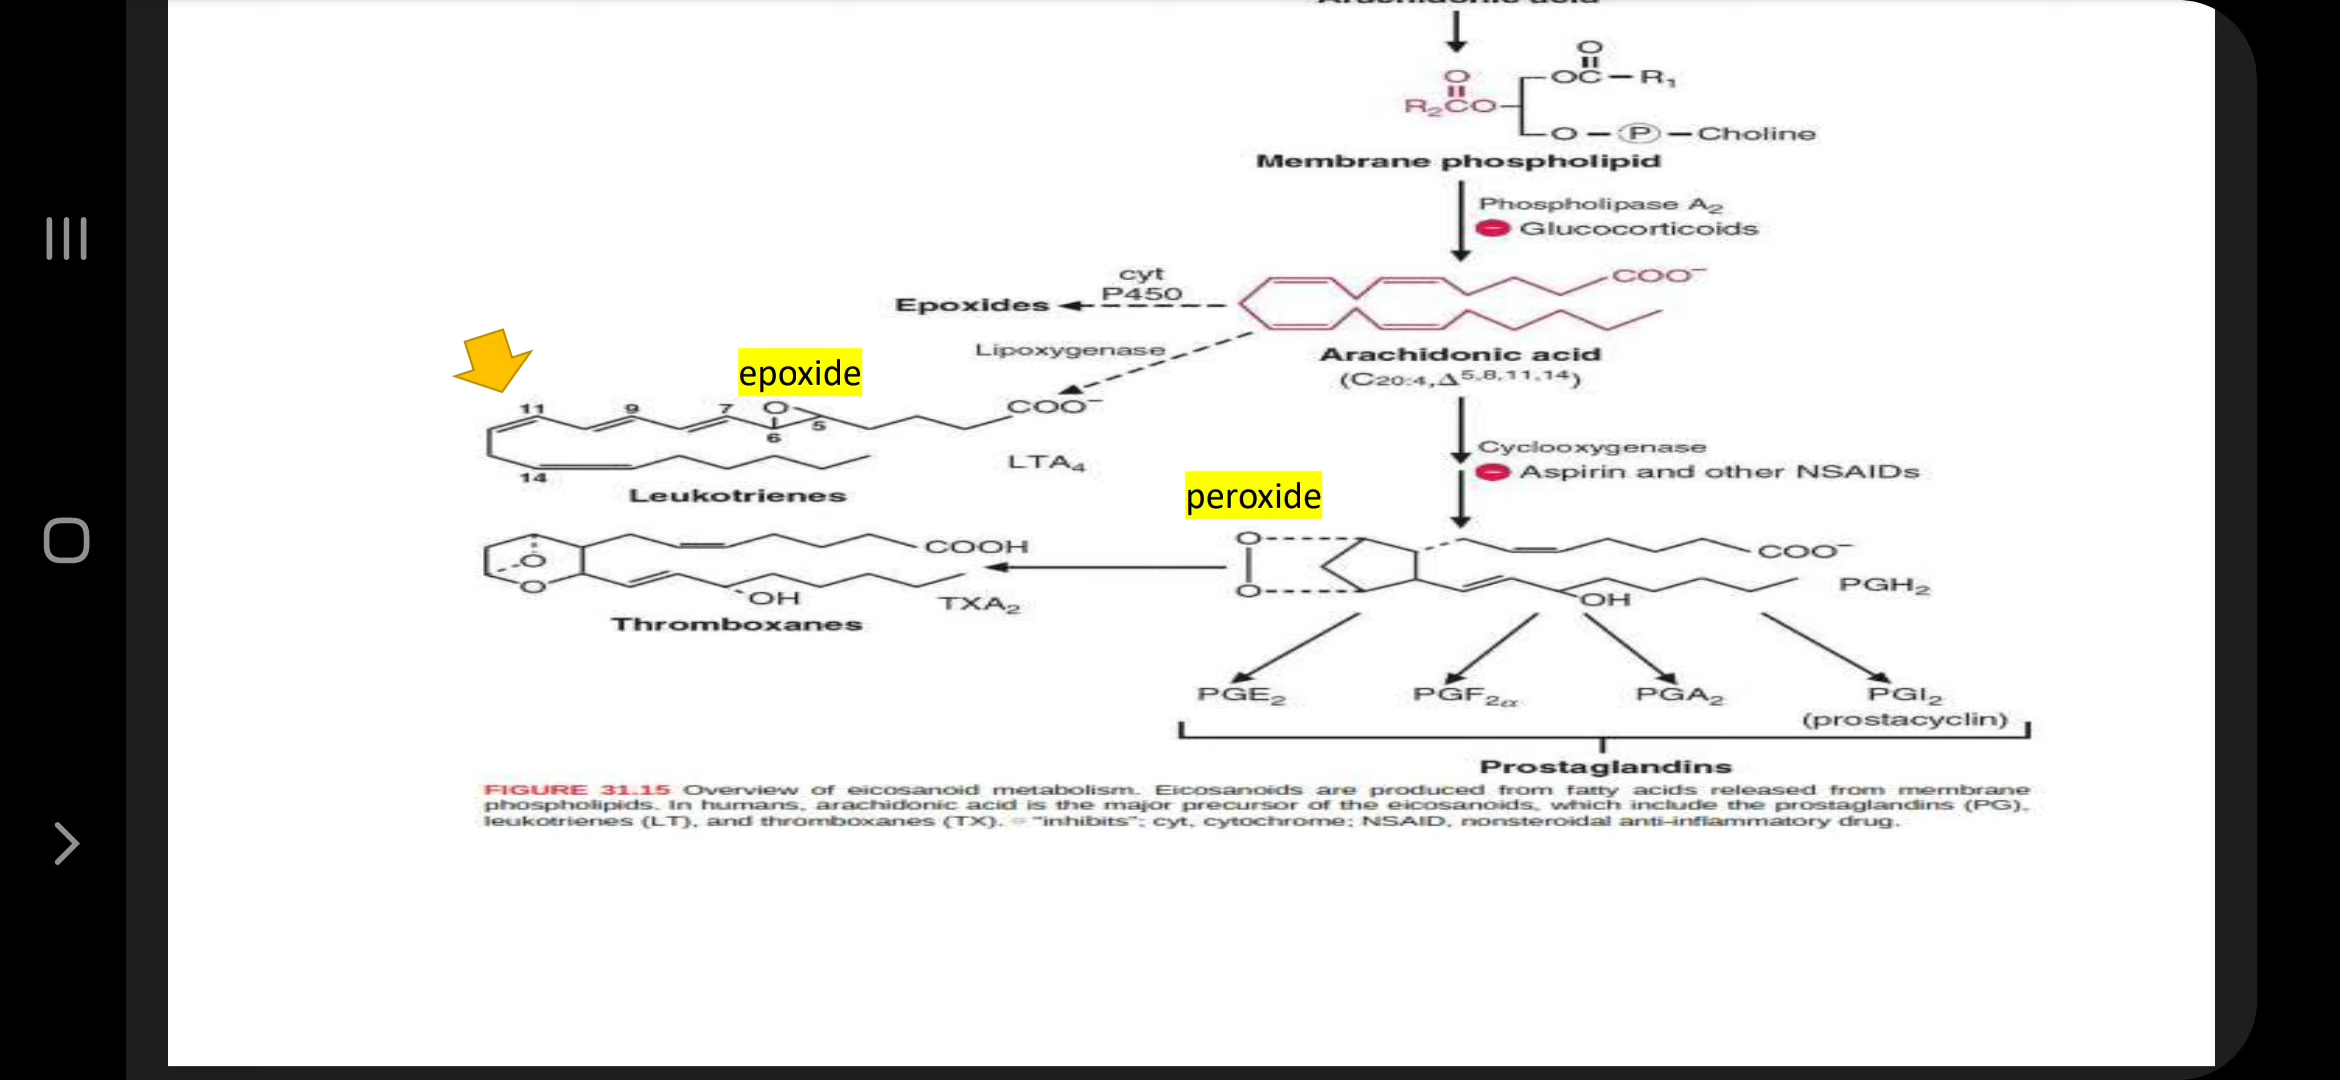 Arachidonic acid
O
OC—R1
O
R2CO
O—P—Choline
Membrane phospholipid
Phospholipase A2
Glucocorticoids
COO−
cyt
P450
Epoxides
Lipoxygenase
Arachidonic acid
(C20:4,Δ5,8,11,14)
epoxide
11 9 7 O COO−
6 5
LTA4
14
Leukotrienes
Cyclooxygenase
Aspirin and other NSAIDs
peroxide
O
COOH
O
O
OH
TXA2
Thromboxanes
O
COO−
O
OH
PGH2
PGE2 PGF2α PGA2 PGI2
(prostacyclin)
Prostaglandins
FIGURE 31.15 Overview of eicosanoid metabolism. Eicosanoids are produced from fatty acids released from membrane
phospholipids. In humans, arachidonic acid is the major precursor of the eicosanoids, which include the prostaglandins (PG),
leukotrienes (LT), and thromboxanes (TX). = "inhibits"; cyt, cytochrome; NSAID, nonsteroidal anti-inflammatory drug.